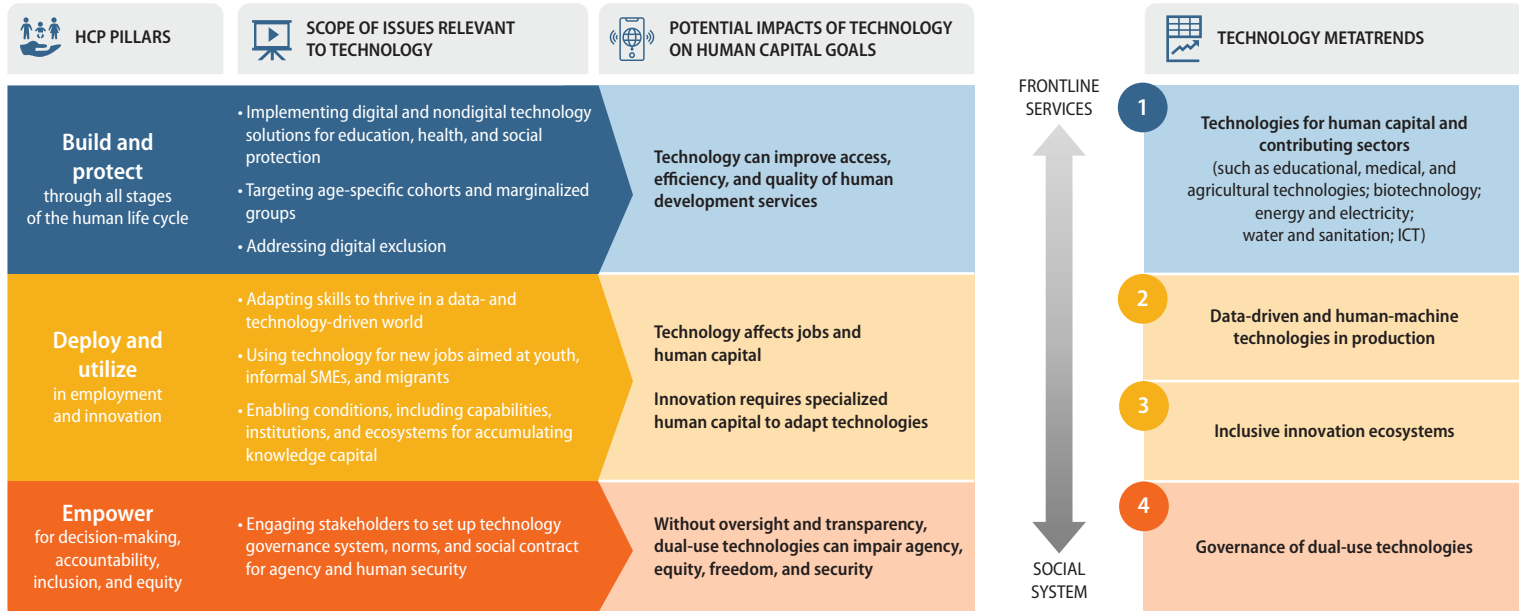 HCP PILLARS
SCOPE OF ISSUES RELEVANT
TO TECHNOLOGY
POTENTIAL IMPACTS OF TECHNOLOGY
ON HUMAN CAPITAL GOALS
TECHNOLOGY METATRENDS
Build and
protect
through all stages
of the human life cycle
• Implementing digital and nondigital technology
solutions for education, health, and social
protection
• Targeting age-specific cohorts and marginalized
groups
• Addressing digital exclusion
Technology can improve access,
efficiency, and quality of human
development services
FRONTLINE
SERVICES
1
Technologies for human capital and
contributing sectors
(such as educational, medical, and
agricultural technologies; biotechnology;
energy and electricity;
water and sanitation; ICT)
Deploy and
utilize
in employment
and innovation
• Adapting skills to thrive in a data- and
technology-driven world
• Using technology for new jobs aimed at youth,
informal SMEs, and migrants
• Enabling conditions, including capabilities,
institutions, and ecosystems for accumulating
knowledge capital
Technology affects jobs and
human capital
Innovation requires specialized
human capital to adapt technologies
2
Data-driven and human-machine
technologies in production
3
Inclusive innovation ecosystems
Empower
for decision-making,
accountability,
inclusion, and equity
• Engaging stakeholders to set up technology
governance system, norms, and social contract
for agency and human security
Without oversight and transparency,
dual-use technologies can impair agency,
equity, freedom, and security
SOCIAL
SYSTEM
4
Governance of dual-use technologies